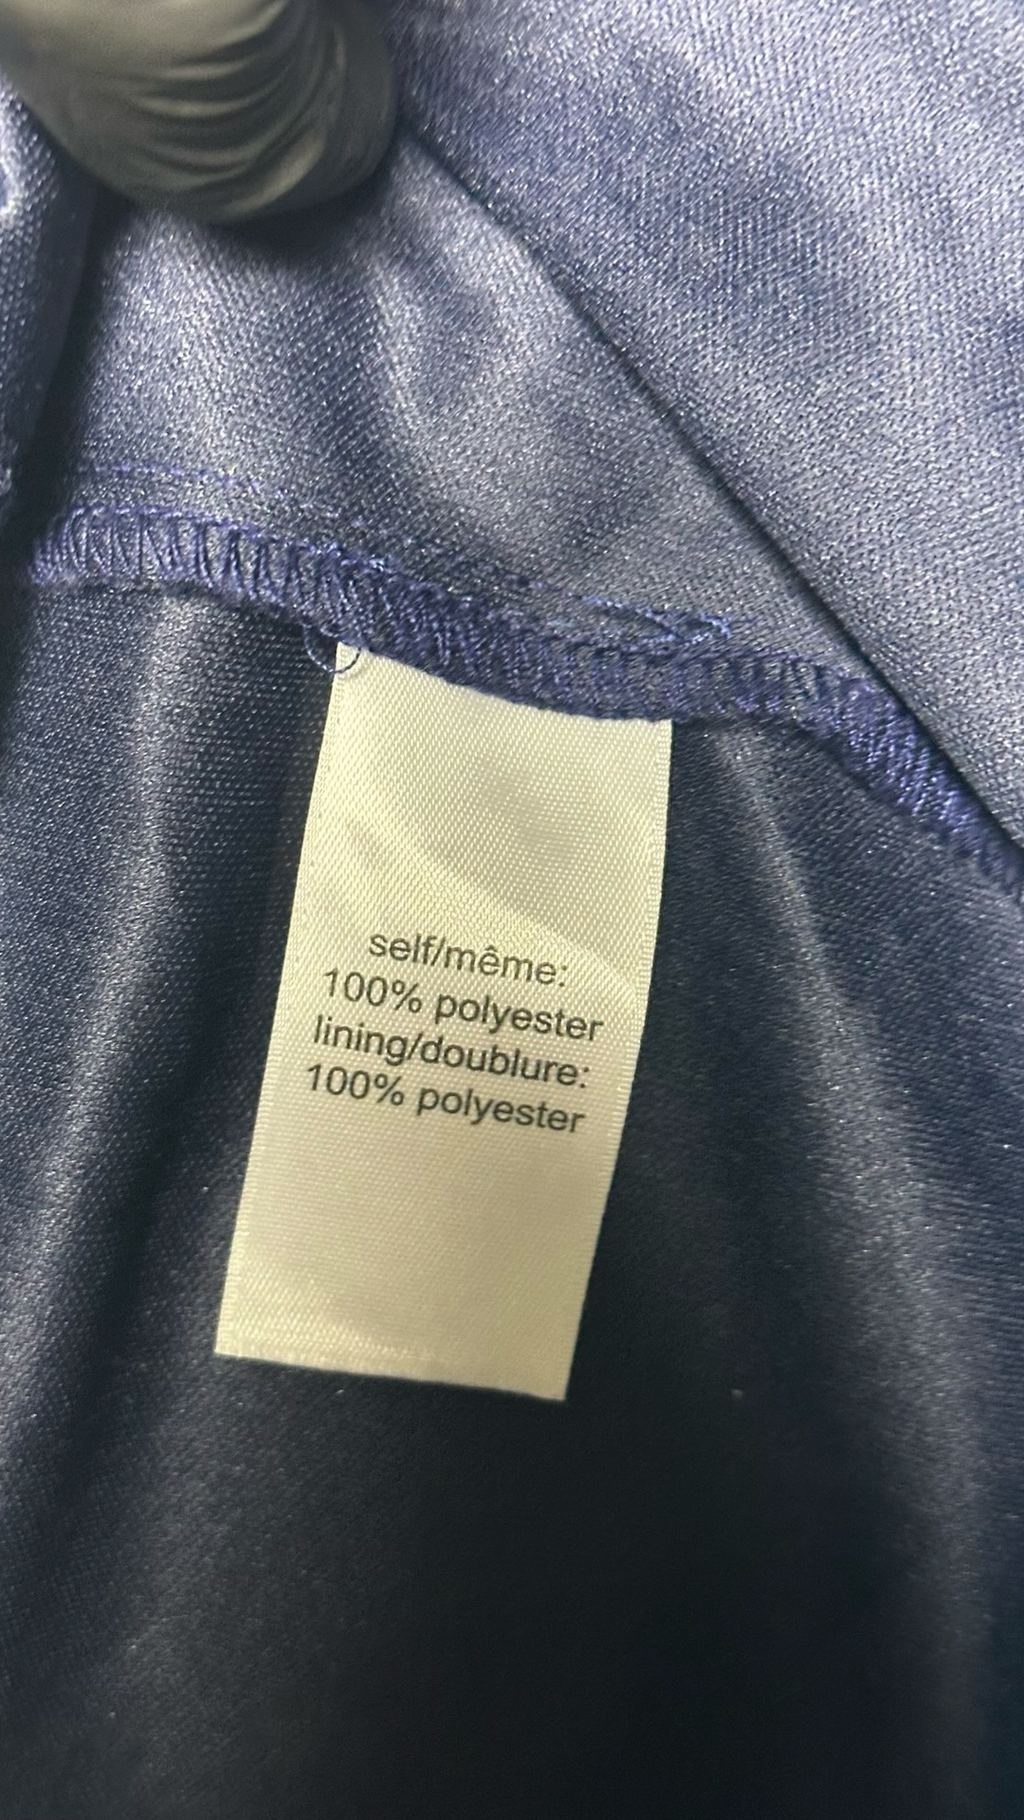 self/même:
100% polyester
lining/doublure:
100% polyester